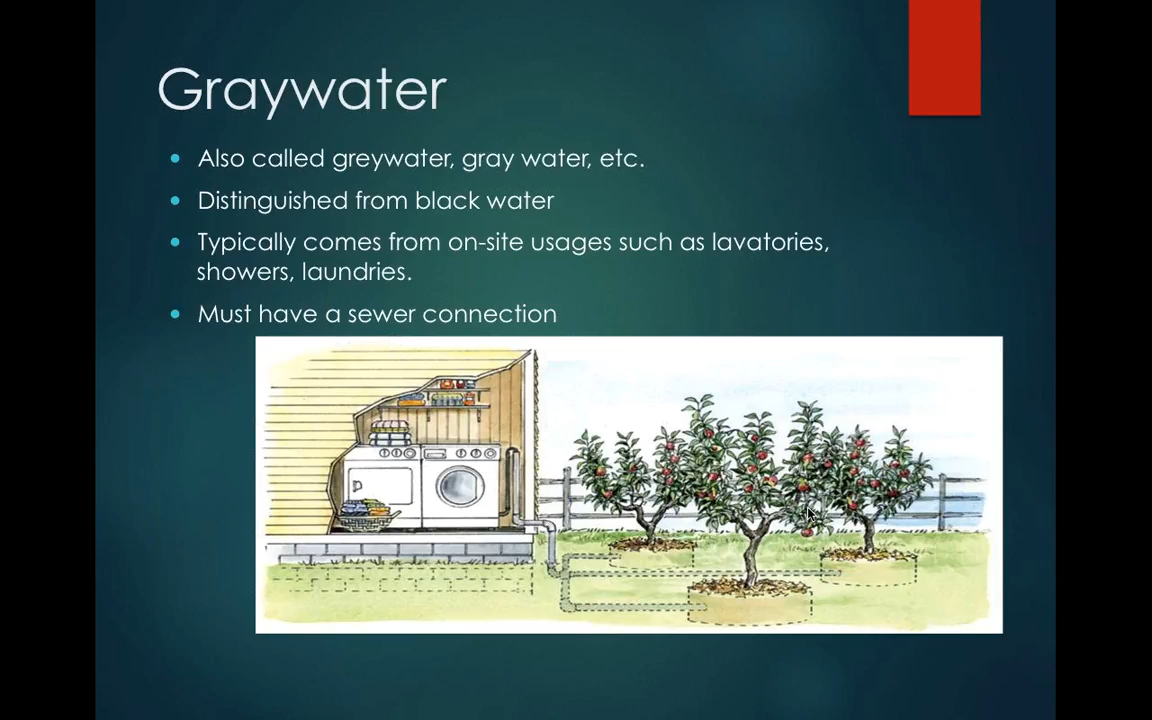 Graywater
Also called greywater, gray water, etc.
Distinguished from black water
Typically comes from on-site usages such as lavatories,
showers, laundries.
Must have a sewer connection